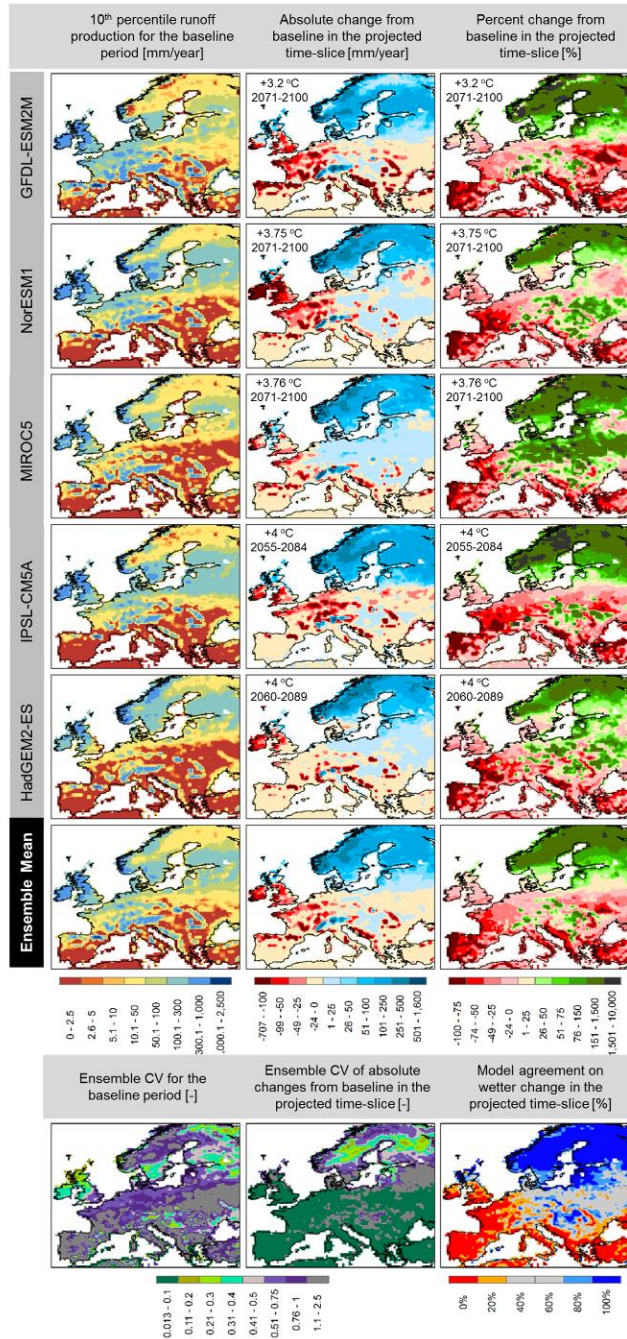 10th percentile runoff
production for the baseline
period [mm/year]
Absolute change from
baseline in the projected
time-slice [mm/year]
Percent change from
baseline in the projected
time-slice [%]
GFDL-ESM2M
+3.2 °C
2071-2100
+3.2 °C
2071-2100
NorESM1
+3.75 °C
2071-2100
+3.75 °C
2071-2100
MIROC5
+3.76 °C
2071-2100
+3.76 °C
2071-2100
IPSL-CM5A
+4 °C
2055-2084
+4 °C
2055-2084
HadGEM2-ES
+4 °C
2060-2089
+4 °C
2060-2089
Ensemble Mean
0 - 2.5
2.6 - 5
5.1 - 10
10.1 - 50
50.1 - 100
100.1 - 300
300.1 - 1,000
,000.1 - 2,500
-707 - -100
-99 - -50
-49 - -25
-24 - 0
1 - 25
26 - 50
51 - 100
101 - 250
251 - 500
501 - 1,600
-100 - -75
-74 - -50
-49 - -25
-24 - 0
1 - 25
26 - 50
51 - 75
76 - 150
151 - 1,500
1,501 - 10,000
Ensemble CV for the
baseline period [-]
Ensemble CV of absolute
changes from baseline in the
projected time-slice [-]
Model agreement on
wetter change in the
projected time-slice [%]
0.013 - 0.1
0.11 - 0.2
0.21 - 0.3
0.31 - 0.4
0.41 - 0.5
0.51 - 0.75
0.76 - 1
1.1 - 2.5
0%
20%
40%
60%
80%
100%